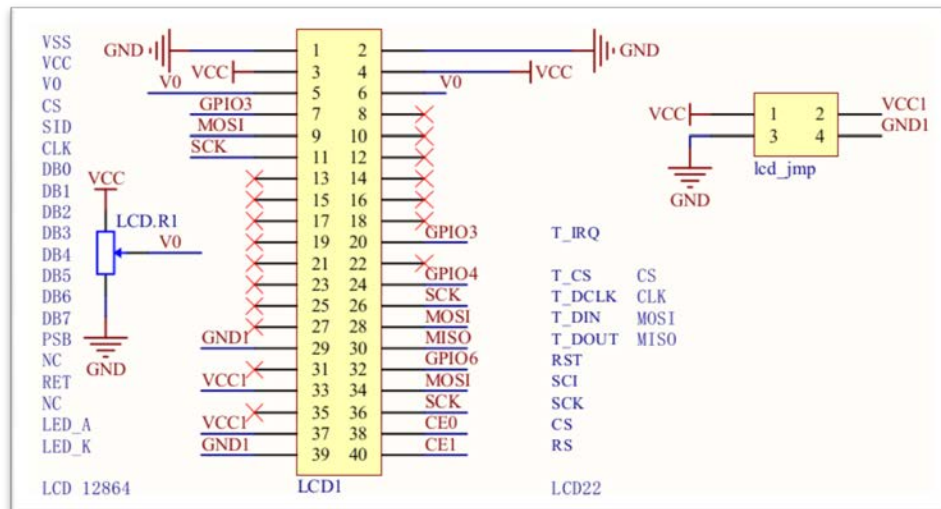 VSS GND 1 2 GND
VCC VCC 3 4 VCC
V0 V0 5 6 V0
CS GPIO3 7 8 VCC 1 2 VCC1
SID MOSI 9 10 3 4 GND1
CLK SCK 11 12
DB0 13 14 lcd_jmp
DB1 VCC 15 16 GND
DB2 17 18
LCD.R1
DB3 19 20 GPIO3 T_IRQ
DB4 V0 21 22
DB5 23 24 GPIO4 T_CS CS
DB6 25 26 SCK T_DCLK CLK
DB7 27 28 MOSI T_DIN MOSI
PSB GND1 29 30 MISO T_DOUT MISO
NC GND 31 32 GPIO6 RST
RET VCC1 33 34 MOSI SCI
NC 35 36 SCK SCK
LED_A VCC1 37 38 CE0 CS
LED_K GND1 39 40 CE1 RS
LCD 12864 LCD1 LCD22